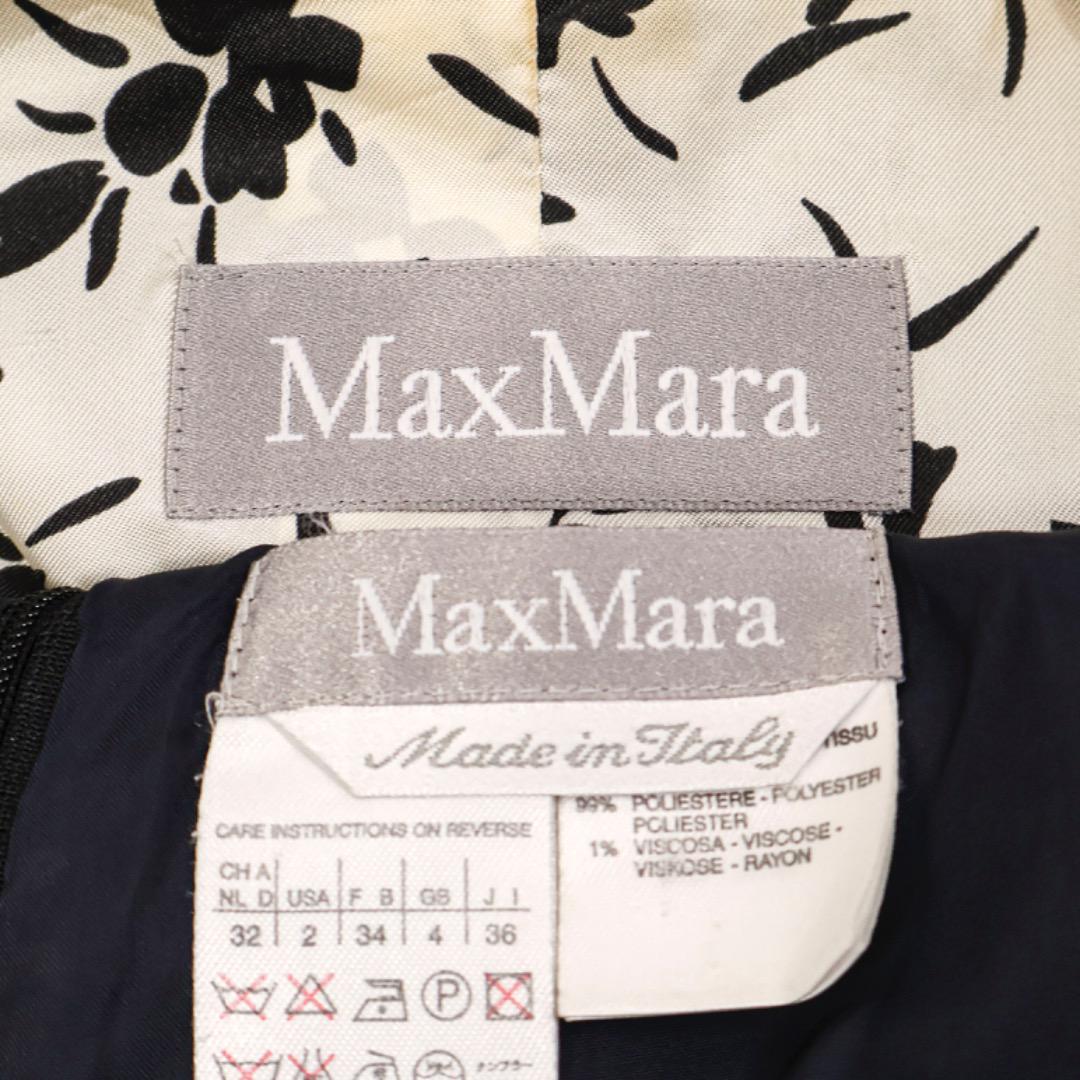 MaxMara
MaxMara
Made in Italy
CARE INSTRUCTIONS ON REVERSE
CH A
NL D USA F B GB J I
32 2 34 4 36
P
99% POLIESTERE - POLYESTER
POLIESTER
1% VISCOSA - VISCOSE -
VISKOSE - RAYON